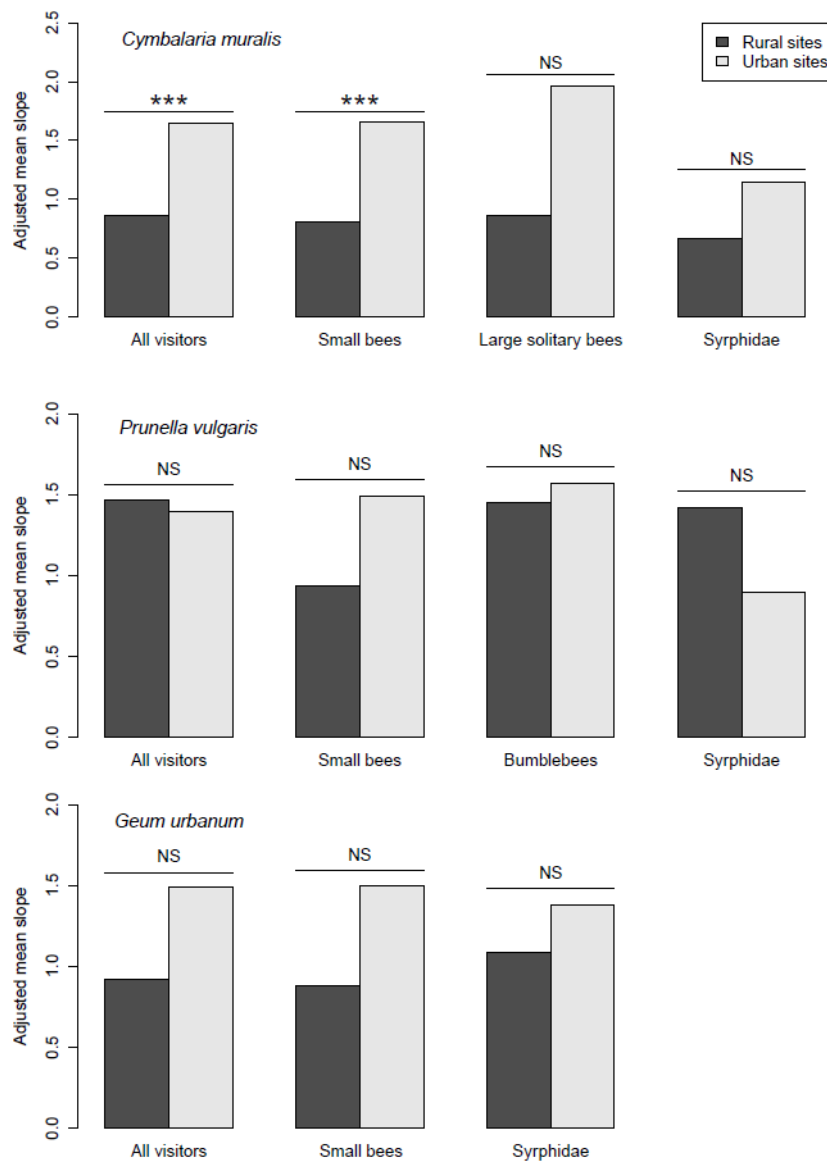 Cymbalaria muralis
Rural sites
Urban sites
Adjusted mean slope
0.0 0.5 1.0 1.5 2.0 2.5
*** *** NS NS
All visitors Small bees Large solitary bees Syrphidae
Prunella vulgaris
Adjusted mean slope
0.0 0.5 1.0 1.5 2.0
NS NS NS NS
All visitors Small bees Bumblebees Syrphidae
Geum urbanum
Adjusted mean slope
0.0 0.5 1.0 1.5 2.0
NS NS NS
All visitors Small bees Syrphidae